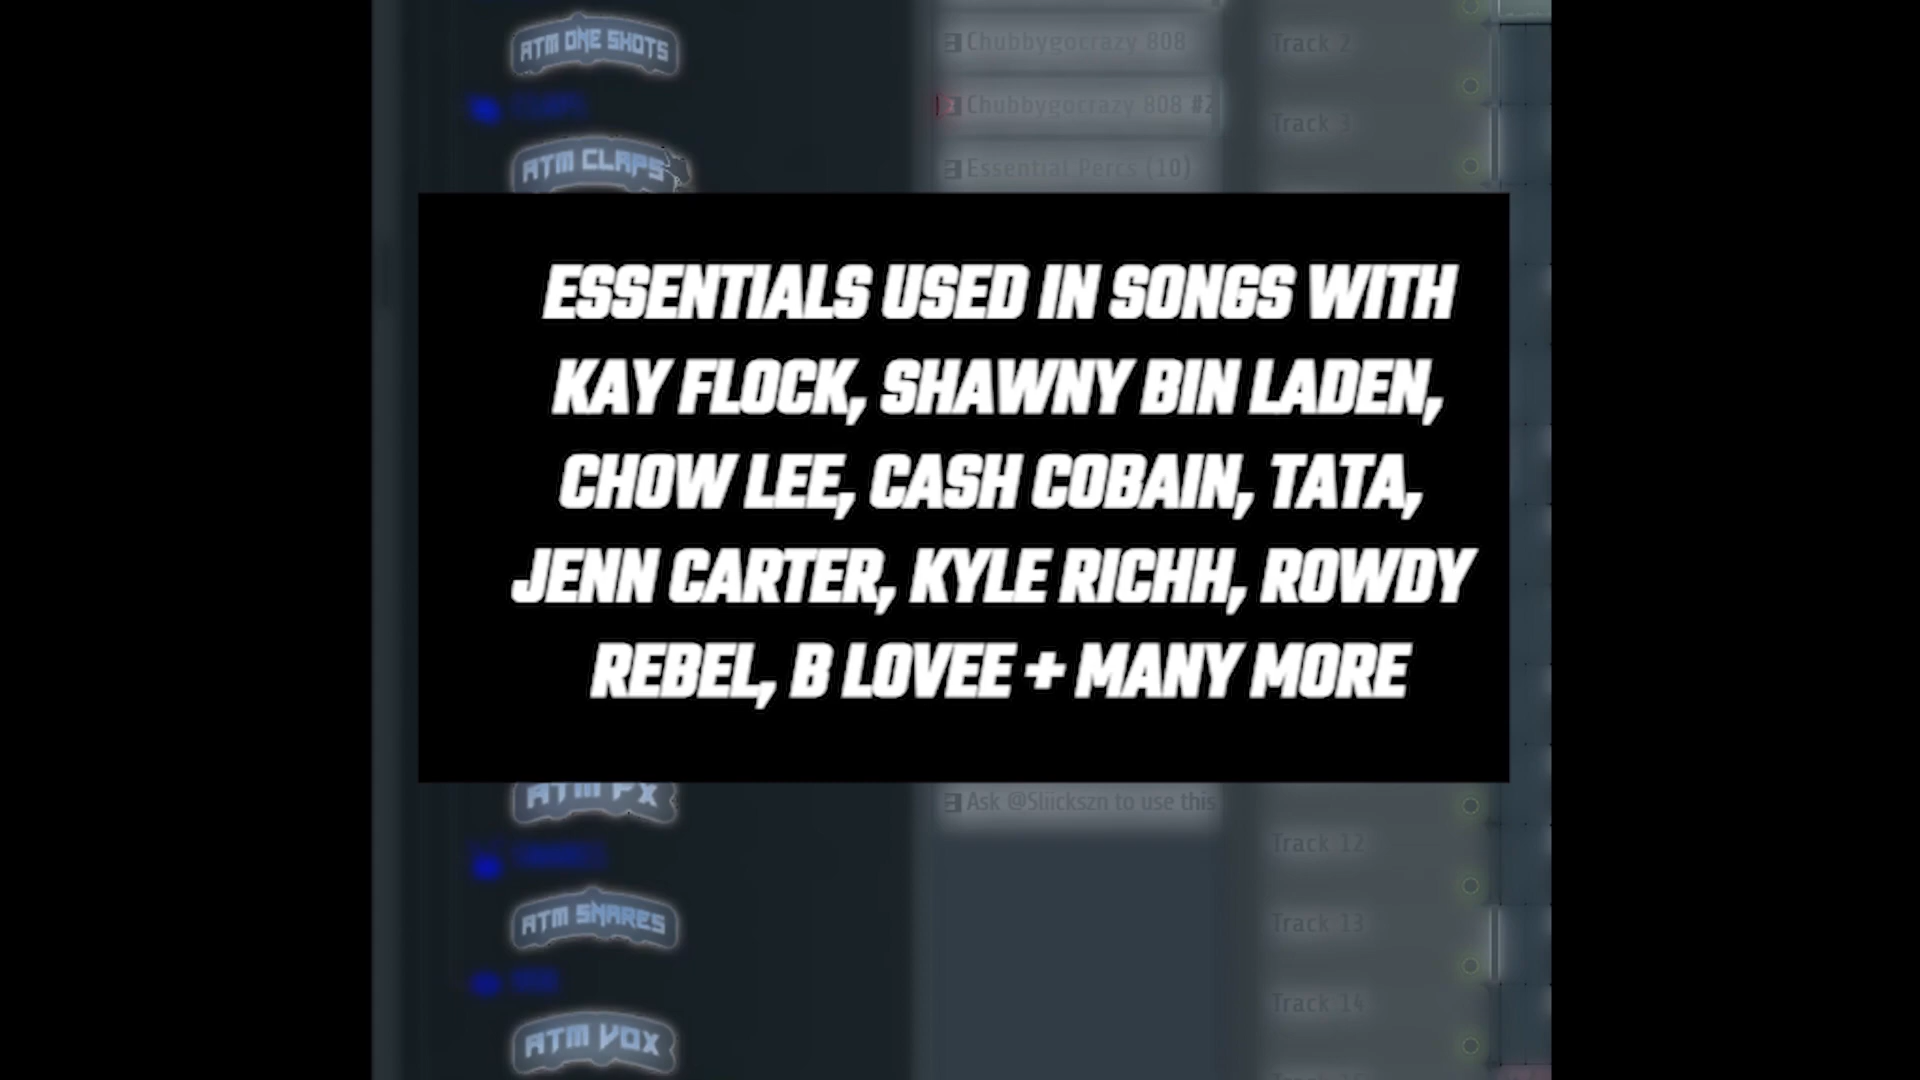 ATM ONE SHOTS
Chubbygocrazy 808
Track 2
CLAPS
Chubbygocrazy 808 #2
Track 3
ATM CLAPS
Essential Percs (10)
ESSENTIALS USED IN SONGS WITH
KAY FLOCK, SHAWNY BIN LADEN,
CHOW LEE, CASH COBAIN, TATA,
JENN CARTER, KYLE RICHH, ROWDY
REBEL, B LOVEE + MANY MORE
ATM FX
Ask @Sliickszn to use this
Track 12
SNARES
ATM SNARES
Track 13
VOX
Track 14
ATM VOX